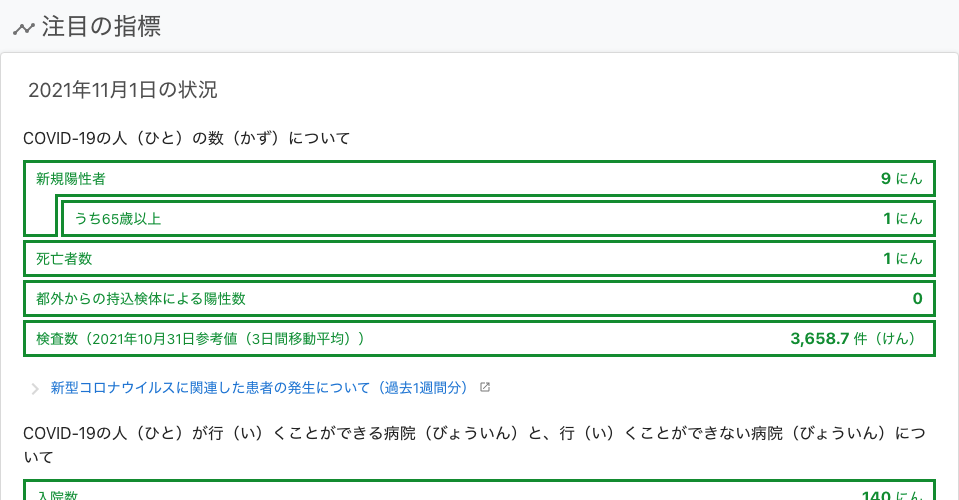 注目の指標
2021年11月1日の状況
COVID-19の人（ひと）の数（かず）について
新規陽性者 9 にん
うち65歳以上 1 にん
死亡者数 1 にん
都外からの持込検体による陽性数 0
検査数（2021年10月31日参考値（3日間移動平均）） 3,658.7 件（けん）
新型コロナウイルスに関連した患者の発生について（過去1週間分）
COVID-19の人（ひと）が行（い）くことができる病院（びょういん）と、行（い）くことができない病院（びょういん）につ
いて
入院数 140 にん